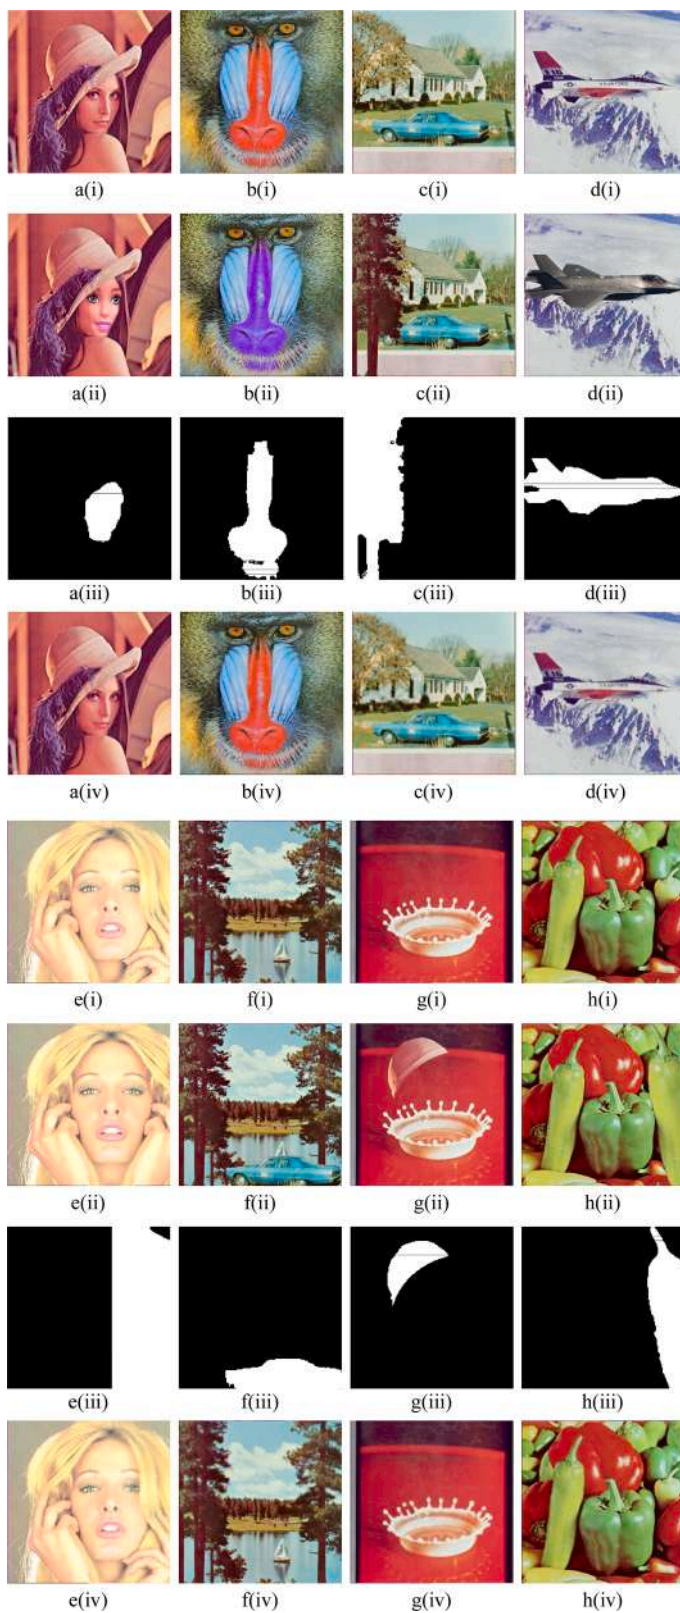 a(i) b(i) c(i) d(i)
a(ii) b(ii) c(ii) d(ii)
a(iii) b(iii) c(iii) d(iii)
a(iv) b(iv) c(iv) d(iv)
e(i) f(i) g(i) h(i)
e(ii) f(ii) g(ii) h(ii)
e(iii) f(iii) g(iii) h(iii)
e(iv) f(iv) g(iv) h(iv)